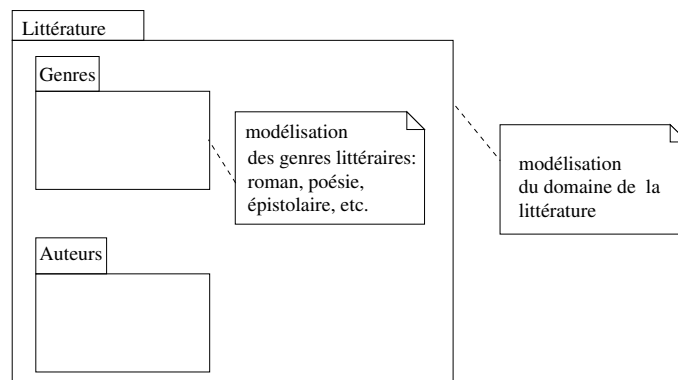 Littérature
Genres
modélisation
des genres littéraires:
roman, poésie,
épistolaire, etc.
modélisation
du domaine de la
littérature
Auteurs